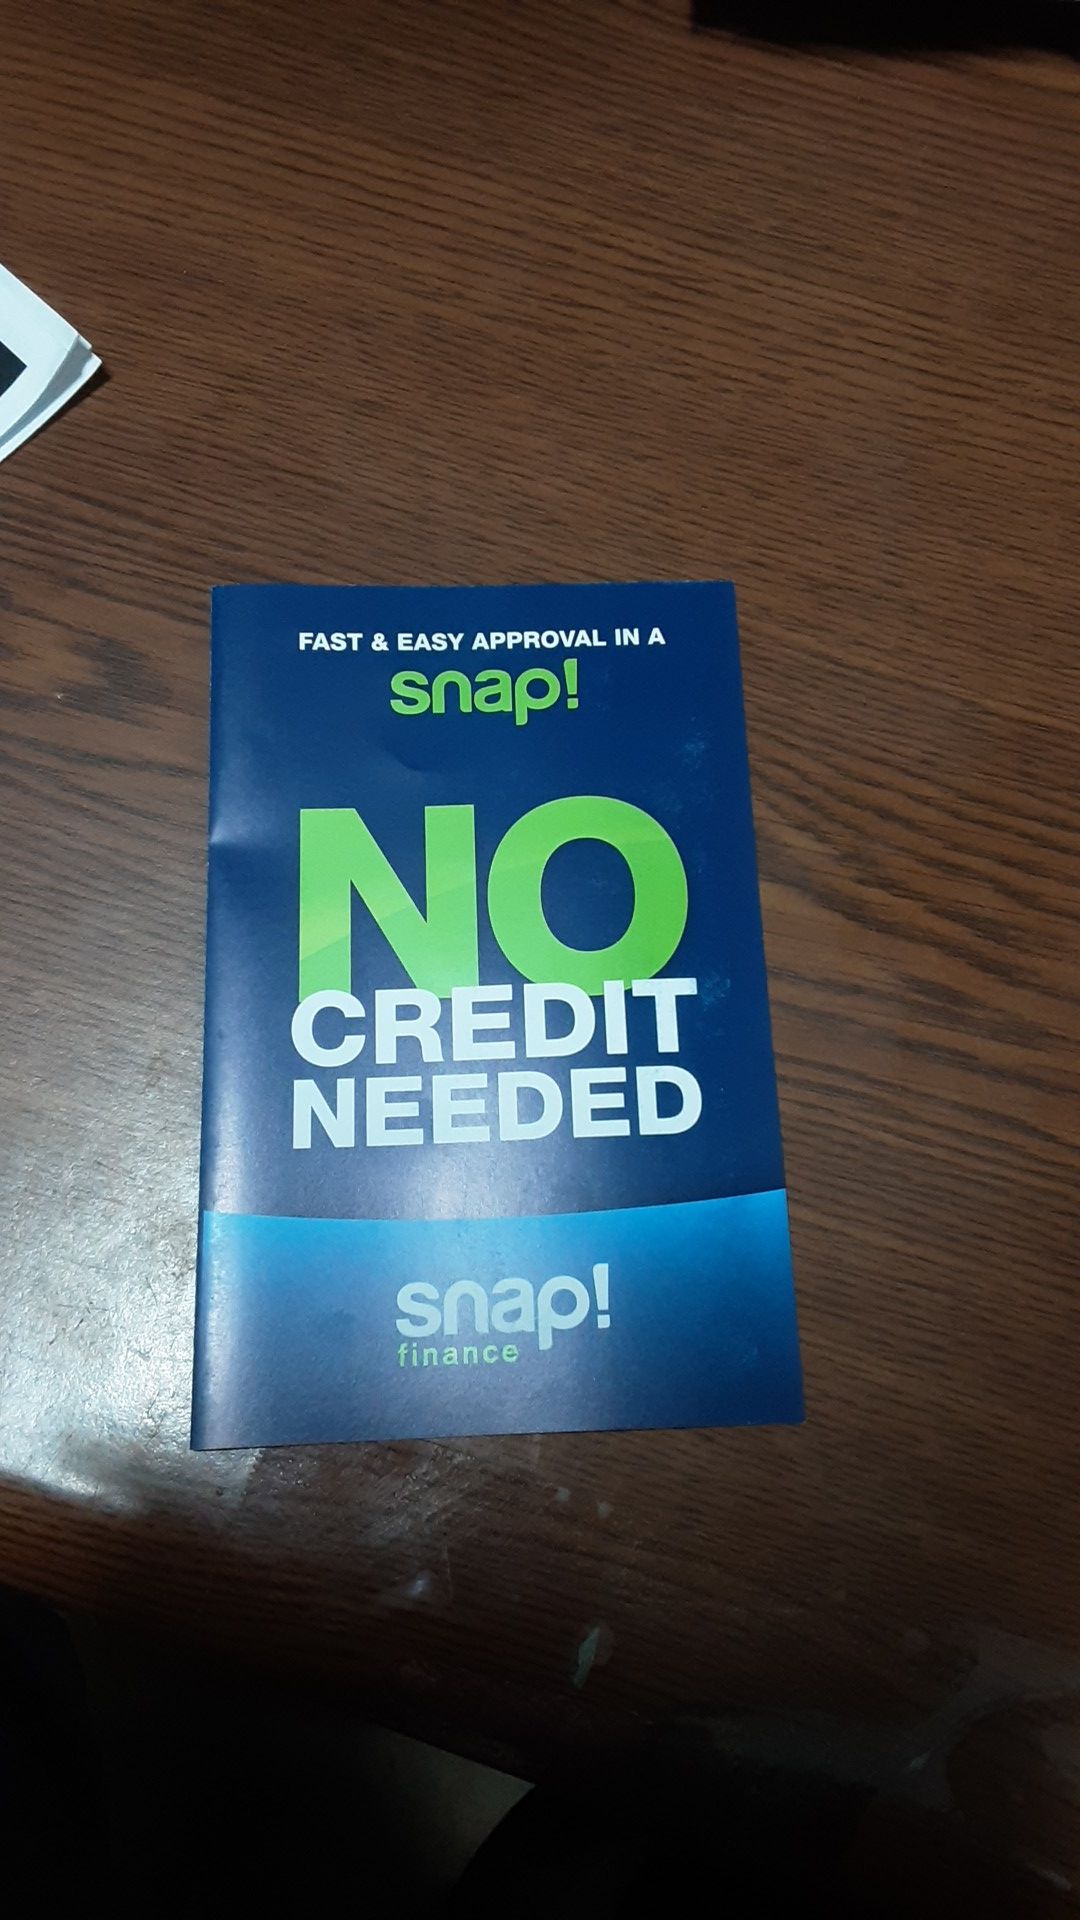 FAST & EASY APPROVAL IN A
snap!
NO
CREDIT
NEEDED
snap!
finance